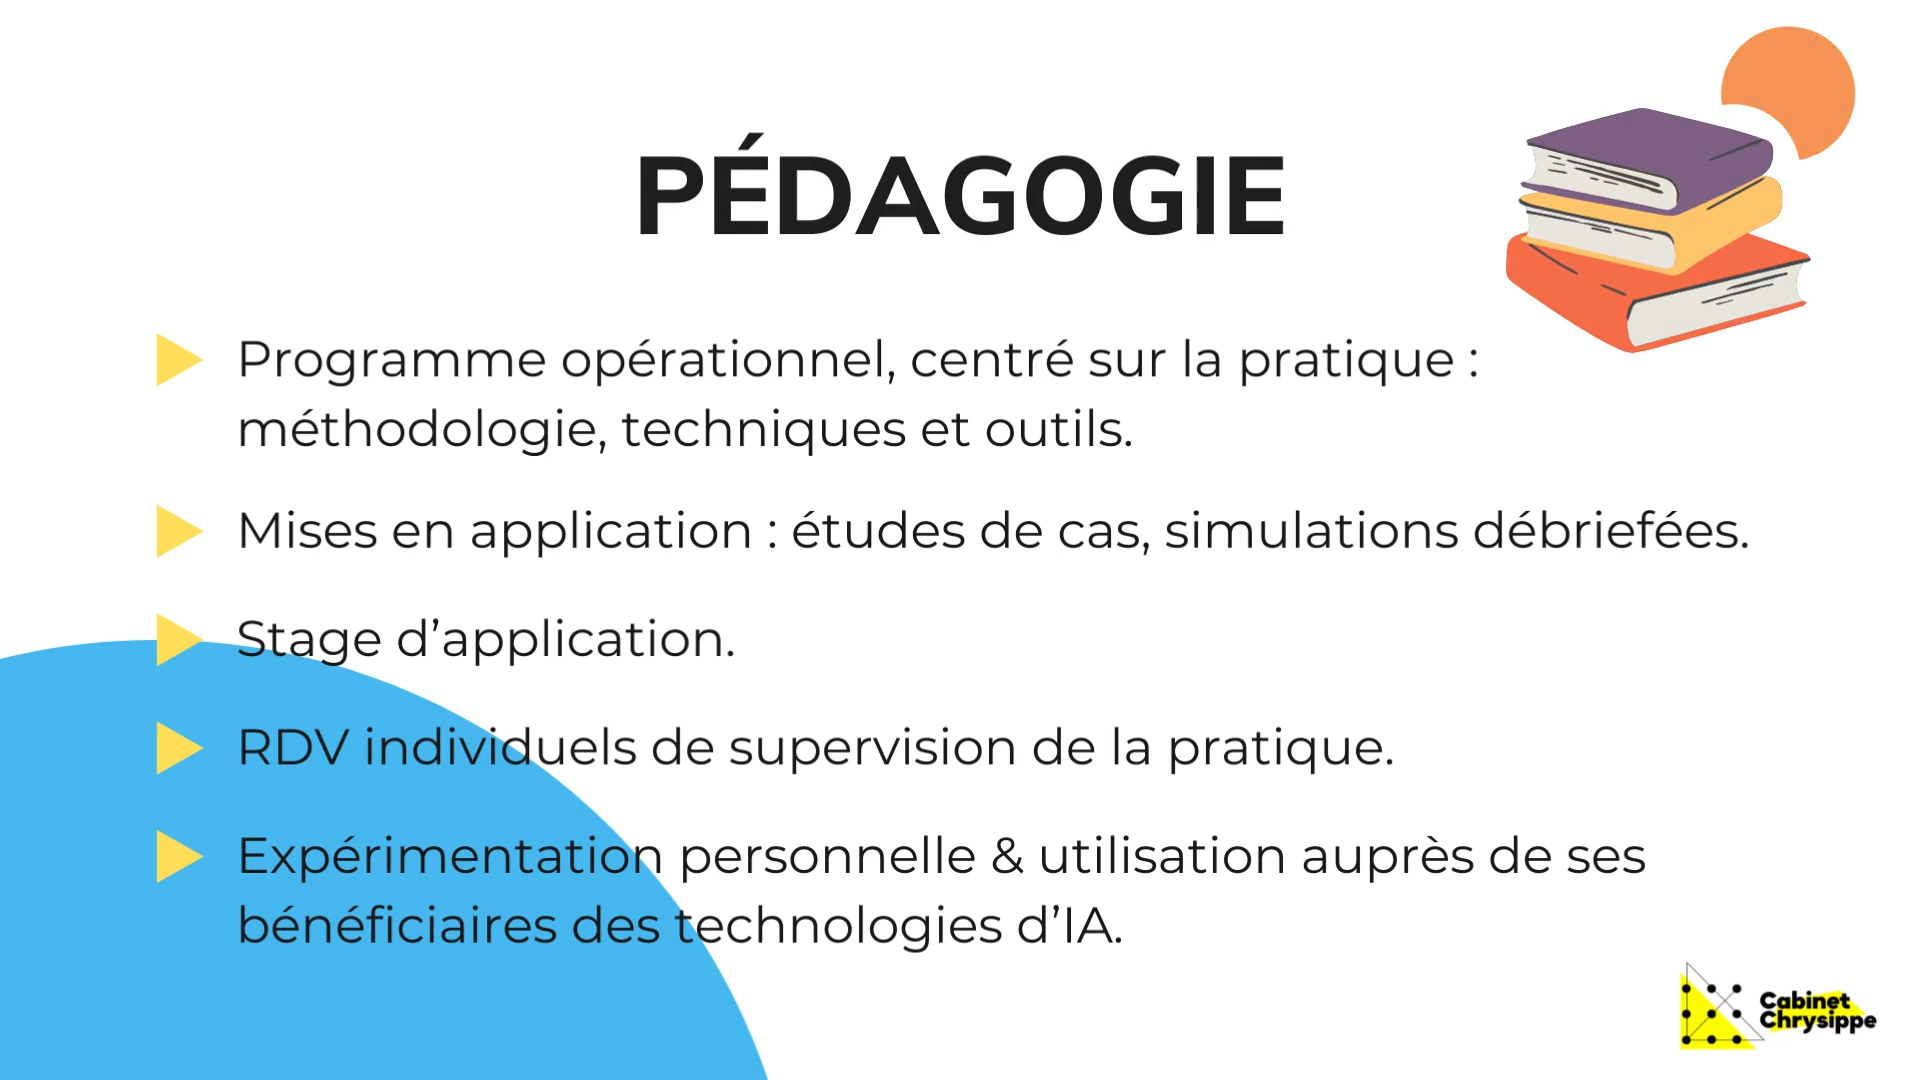 PÉDAGOGIE
Programme opérationnel, centré sur la pratique :
méthodologie, techniques et outils.
Mises en application : études de cas, simulations débriefées.
Stage d’application.
RDV individuels de supervision de la pratique.
Expérimentation personnelle & utilisation auprès de ses
bénéficiaires des technologies d’IA.
Cabinet
Chrysippe